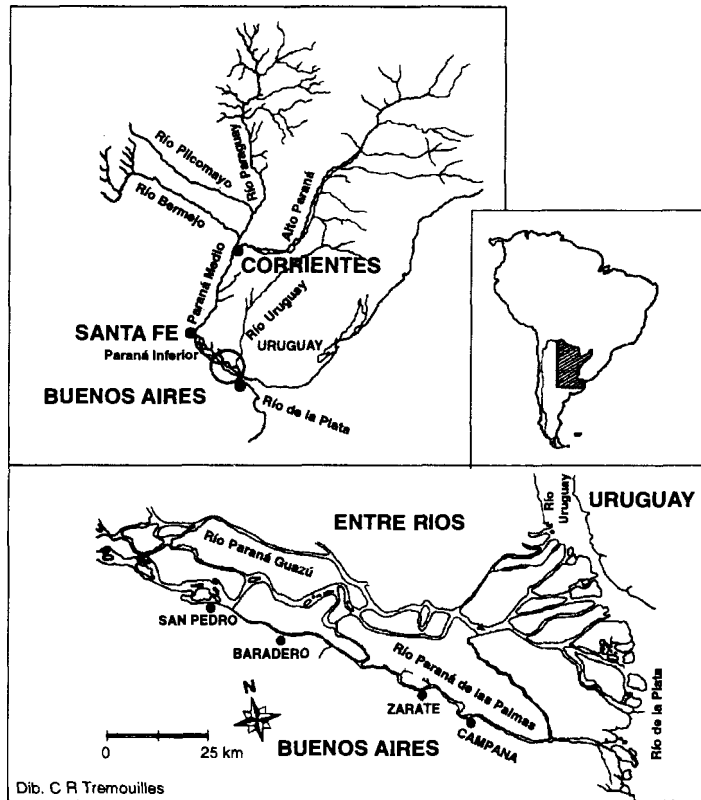 Río Pilcomayo
Río Paraguay
Río Bermejo
Alto Paraná
CORRIENTES
Paraná Medio
Río Uruguay
SANTA FE
URUGUAY
Paraná Inferior
BUENOS AIRES
Río de la Plata
Río Uruguay
URUGUAY
ENTRE RIOS
Río Paraná Guazú
SAN PEDRO
BARADERO
Río Paraná de las Palmas
ZARATE
CAMPANA
Río de la Plata
N
0 25 km
BUENOS AIRES
Dib. C R Tremouilles